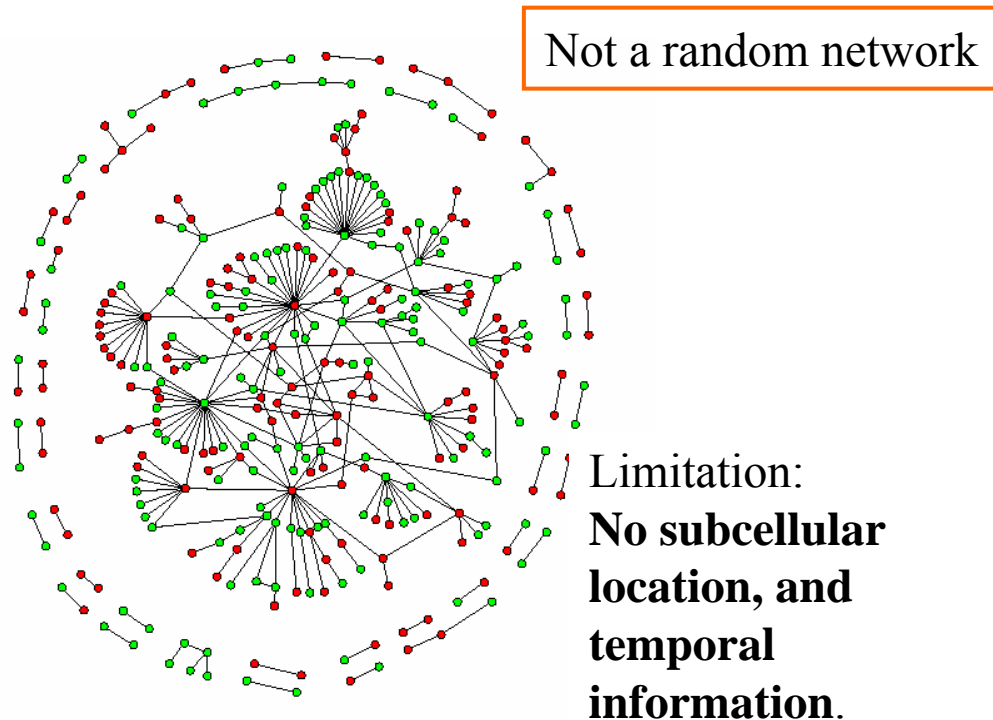 Not a random network
Limitation:
No subcellular
location, and
temporal
information.